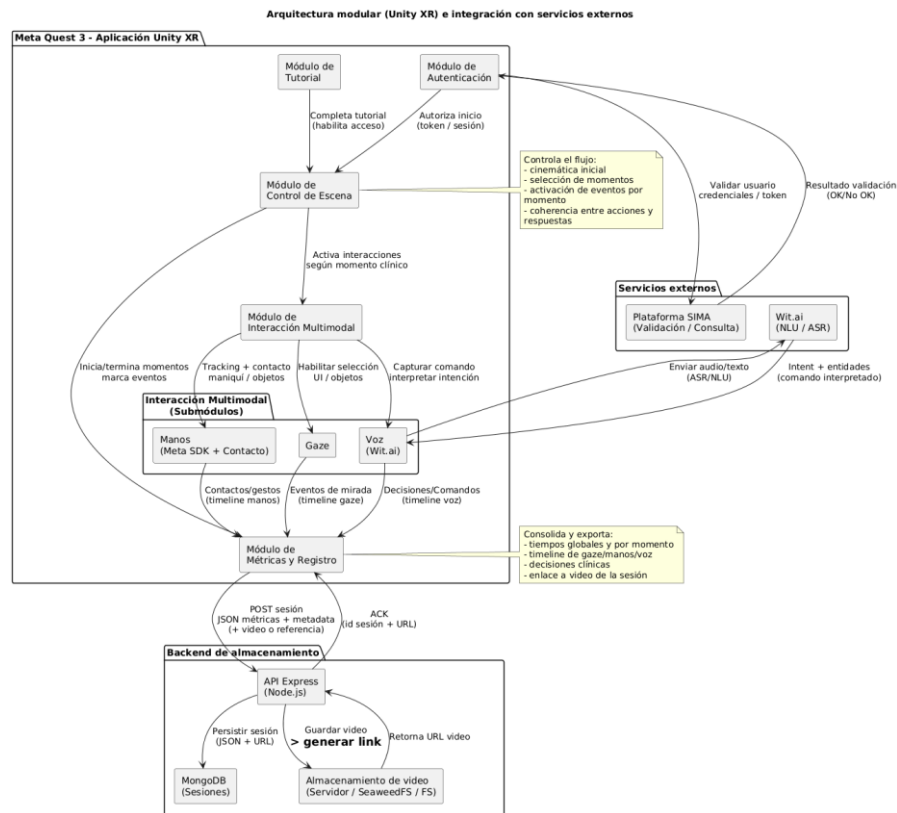 Arquitectura modular (Unity XR) e integración con servicios externos
Meta Quest 3 - Aplicación Unity XR
Módulo de
Tutorial
Módulo de
Autenticación
Completa tutorial
(habilita acceso)
Autoriza inicio
(token / sesión)
Módulo de
Control de Escena
Controla el flujo:
- cinemática inicial
- selección de momentos
- activación de eventos por
momento
- coherencia entre acciones y
respuestas
Validar usuario
credenciales / token
Resultado validación
(OK/No OK)
Activa interacciones
según momento clínico
Servicios externos
Plataforma SIMA
(Validación / Consulta)
Wit.ai
(NLU / ASR)
Módulo de
Interacción Multimodal
Inicia/termina momentos
marca eventos
Tracking + contacto
maniquí / objetos
Habilitar selección
UI / objetos
Capturar comando
interpretar intención
Enviar audio/texto
(ASR/NLU)
Intent + entidades
(comando interpretado)
Interacción Multimodal
(Submódulos)
Manos
(Meta SDK + Contacto)
Gaze
Voz
(Wit.ai)
Contactos/gestos
(timeline manos)
Eventos de mirada
(timeline gaze)
Decisiones/Comandos
(timeline voz)
Módulo de
Métricas y Registro
Consolida y exporta:
- tiempos globales y por momento
- timeline de gaze/manos/voz
- decisiones clínicas
- enlace a video de la sesión
POST sesión
JSON métricas + metadata
(+ video o referencia)
ACK
(id sesión + URL)
Backend de almacenamiento
API Express
(Node.js)
Persistir sesión
(JSON + URL)
Guardar video
> generar link
Retorna URL video
MongoDB
(Sesiones)
Almacenamiento de video
(Servidor / SeaweedFS / FS)